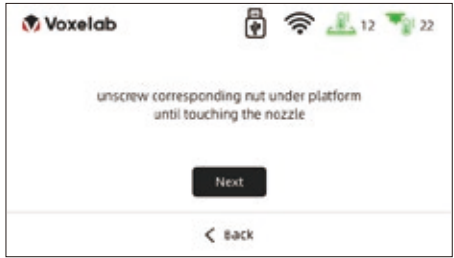 Voxelab 12 22
unscrew corresponding nut under platform
until touching the nozzle
Next
Back